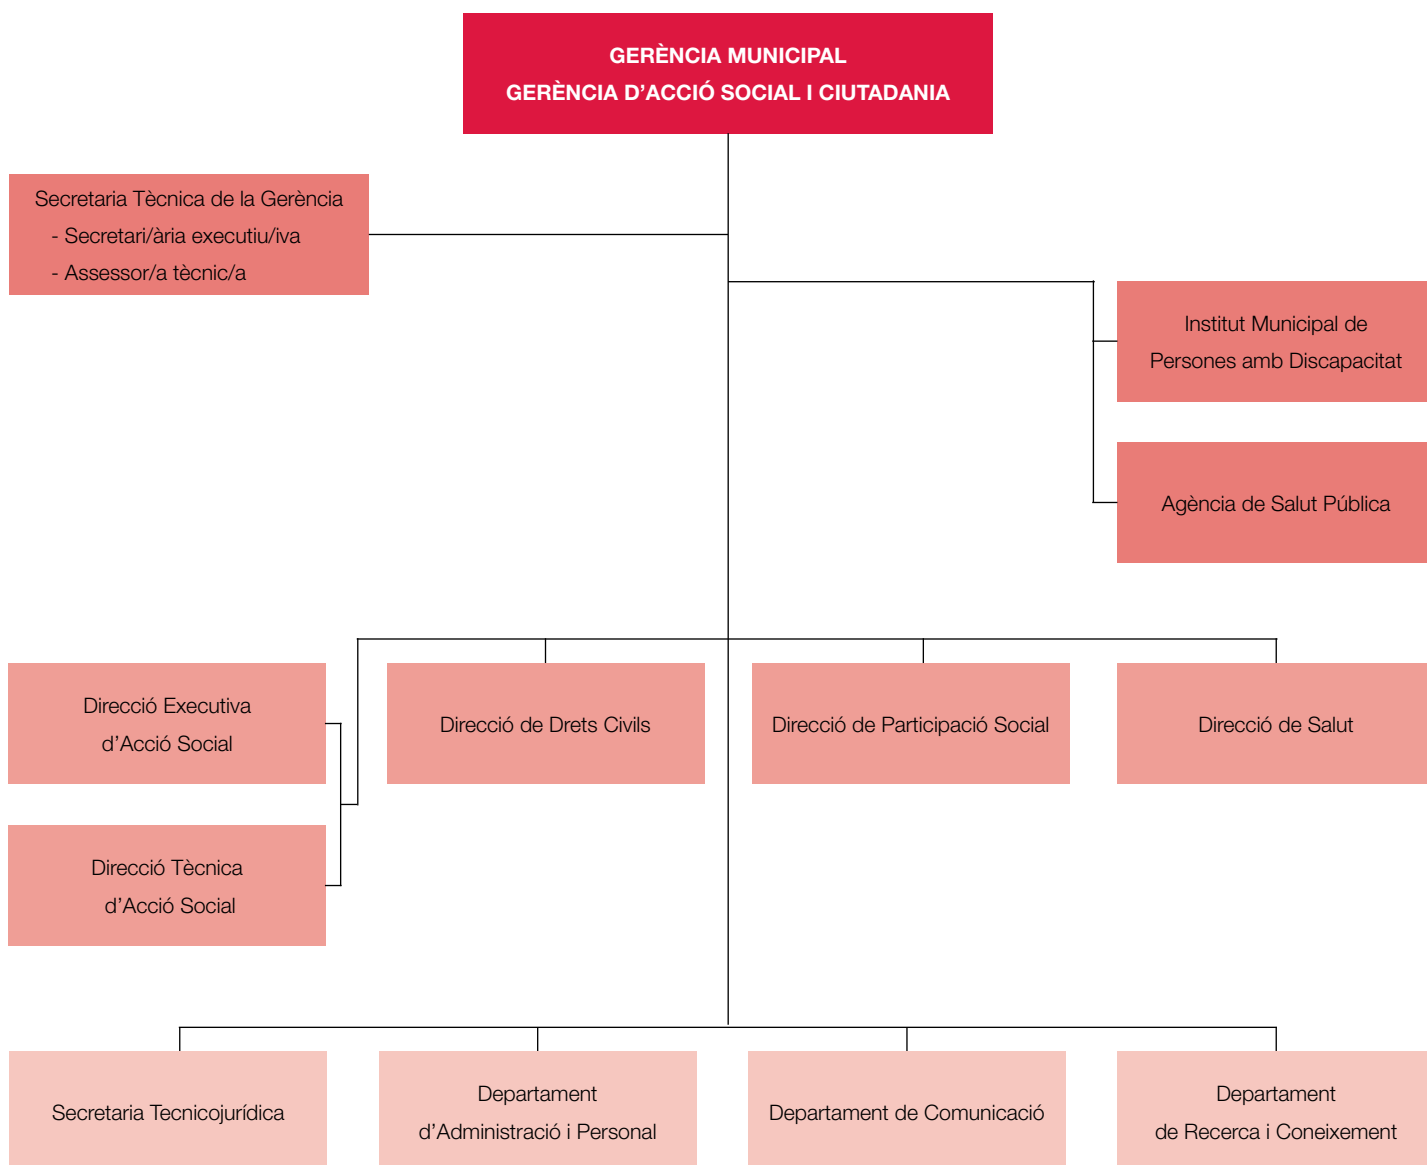 GERÈNCIA MUNICIPAL
GERÈNCIA D’ACCIÓ SOCIAL I CIUTADANIA
Secretaria Tècnica de la Gerència
- Secretari/ària executiu/iva
- Assessor/a tècnic/a
Institut Municipal de
Persones amb Discapacitat
Agència de Salut Pública
Direcció Executiva
d’Acció Social
Direcció de Drets Civils
Direcció de Participació Social
Direcció de Salut
Direcció Tècnica
d’Acció Social
Secretaria Tecnicojurídica
Departament
d’Administració i Personal
Departament de Comunicació
Departament
de Recerca i Coneixement